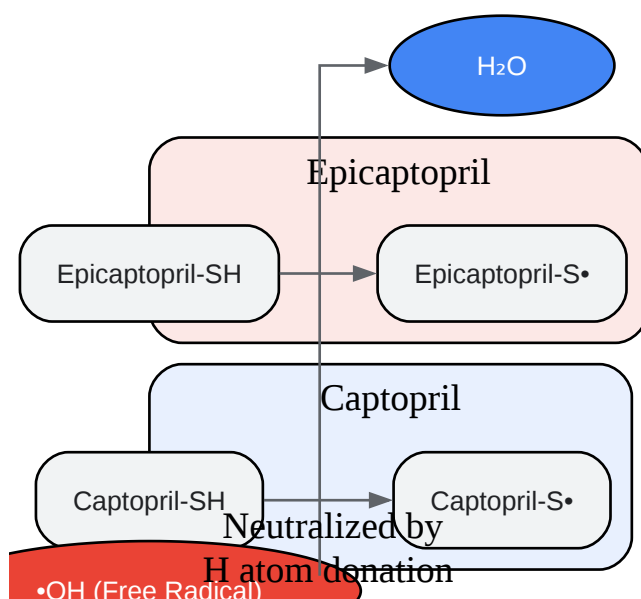 H₂O
Epicaptopril
Epicaptopril-SH
Epicaptopril-S•
Captopril
Captopril-SH
Captopril-S•
Neutralized by
H atom donation
•OH (Free Radical)